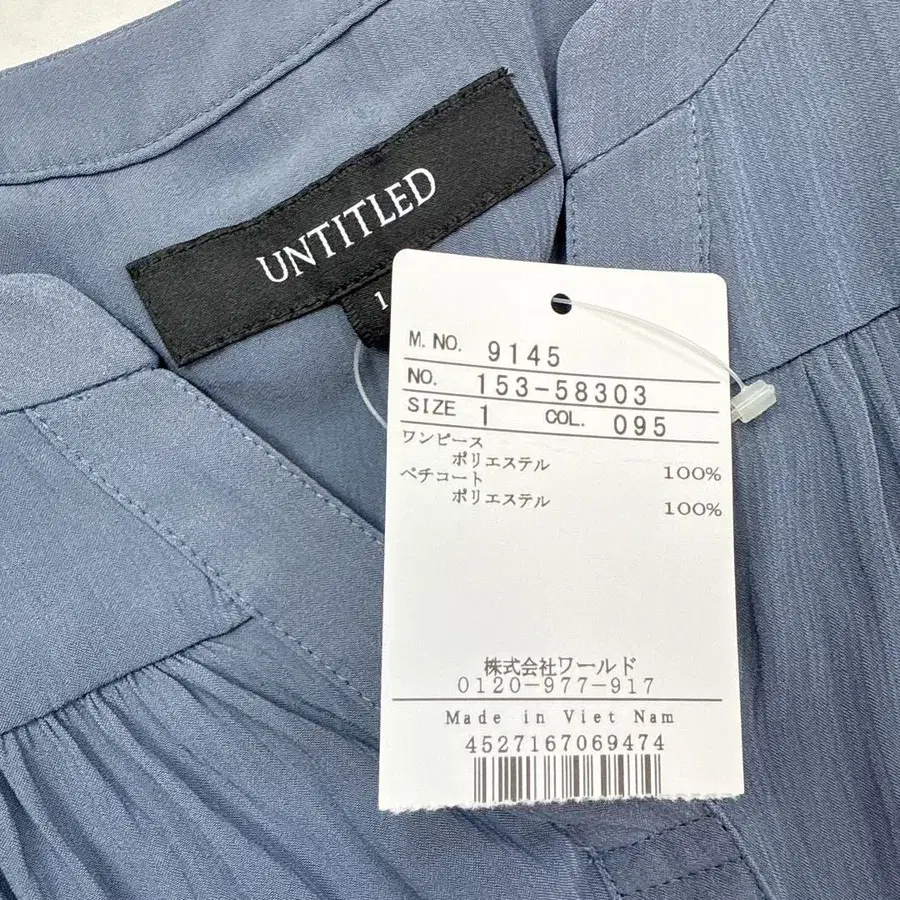 UNTITLED
1
M. NO. 9145
NO. 153-58303
SIZE 1 COL. 095
ワンピース
ポリエステル 100%
ペチコート
ポリエステル 100%
株式会社ワールド
0120-977-917
Made in Viet Nam
4527167069474